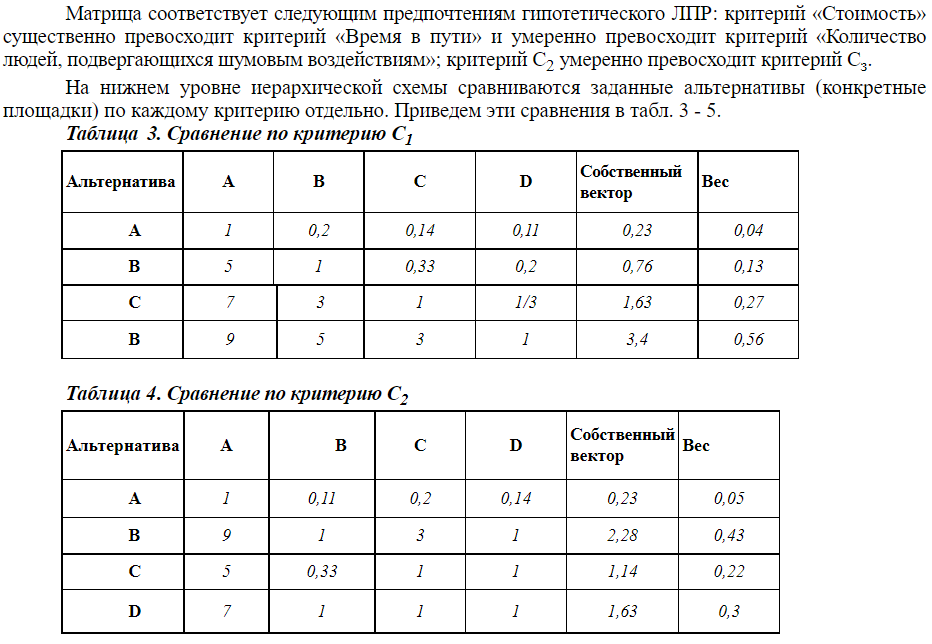 Матрица соответствует следующим предпочтениям гипотетического ЛПР: критерий «Стоимость»
существенно превосходит критерий «Время в пути» и умеренно превосходит критерий «Количество
людей, подвергающихся шумовым воздействиям»; критерий С2 умеренно превосходит критерий С3.
На нижнем уровне иерархической схемы сравниваются заданные альтернативы (конкретные
площадки) по каждому критерию отдельно. Приведем эти сравнения в табл. 3 - 5.
Таблица 3. Сравнение по критерию С1
Альтернатива A B C D Собственный вектор Вес
A 1 0,2 0,14 0,11 0,23 0,04
B 5 1 0,33 0,2 0,76 0,13
C 7 3 1 1/3 1,63 0,27
B 9 5 3 1 3,4 0,56
Таблица 4. Сравнение по критерию С2
Альтернатива A B C D Собственный вектор Вес
A 1 0,11 0,2 0,14 0,23 0,05
B 9 1 3 1 2,28 0,43
C 5 0,33 1 1 1,14 0,22
D 7 1 1 1 1,63 0,3